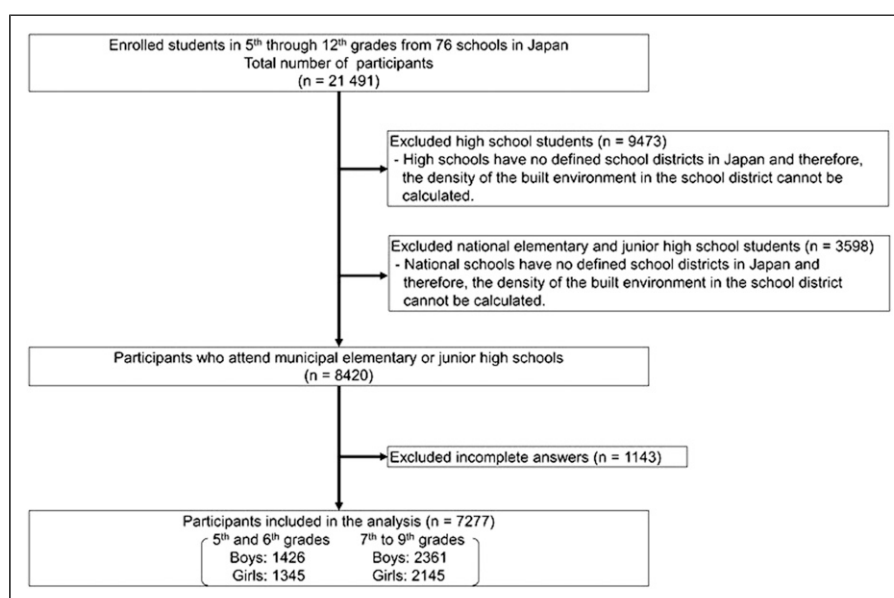 Enrolled students in 5th through 12th grades from 76 schools in Japan
Total number of participants
(n = 21 491)
Excluded high school students (n = 9473)
- High schools have no defined school districts in Japan and therefore,
the density of the built environment in the school district cannot be
calculated.
Excluded national elementary and junior high school students (n = 3598)
- National schools have no defined school districts in Japan and
therefore, the density of the built environment in the school district
cannot be calculated.
Participants who attend municipal elementary or junior high schools
(n = 8420)
Excluded incomplete answers (n = 1143)
Participants included in the analysis (n = 7277)
5th and 6th grades 7th to 9th grades
Boys: 1426 Boys: 2361
Girls: 1345 Girls: 2145